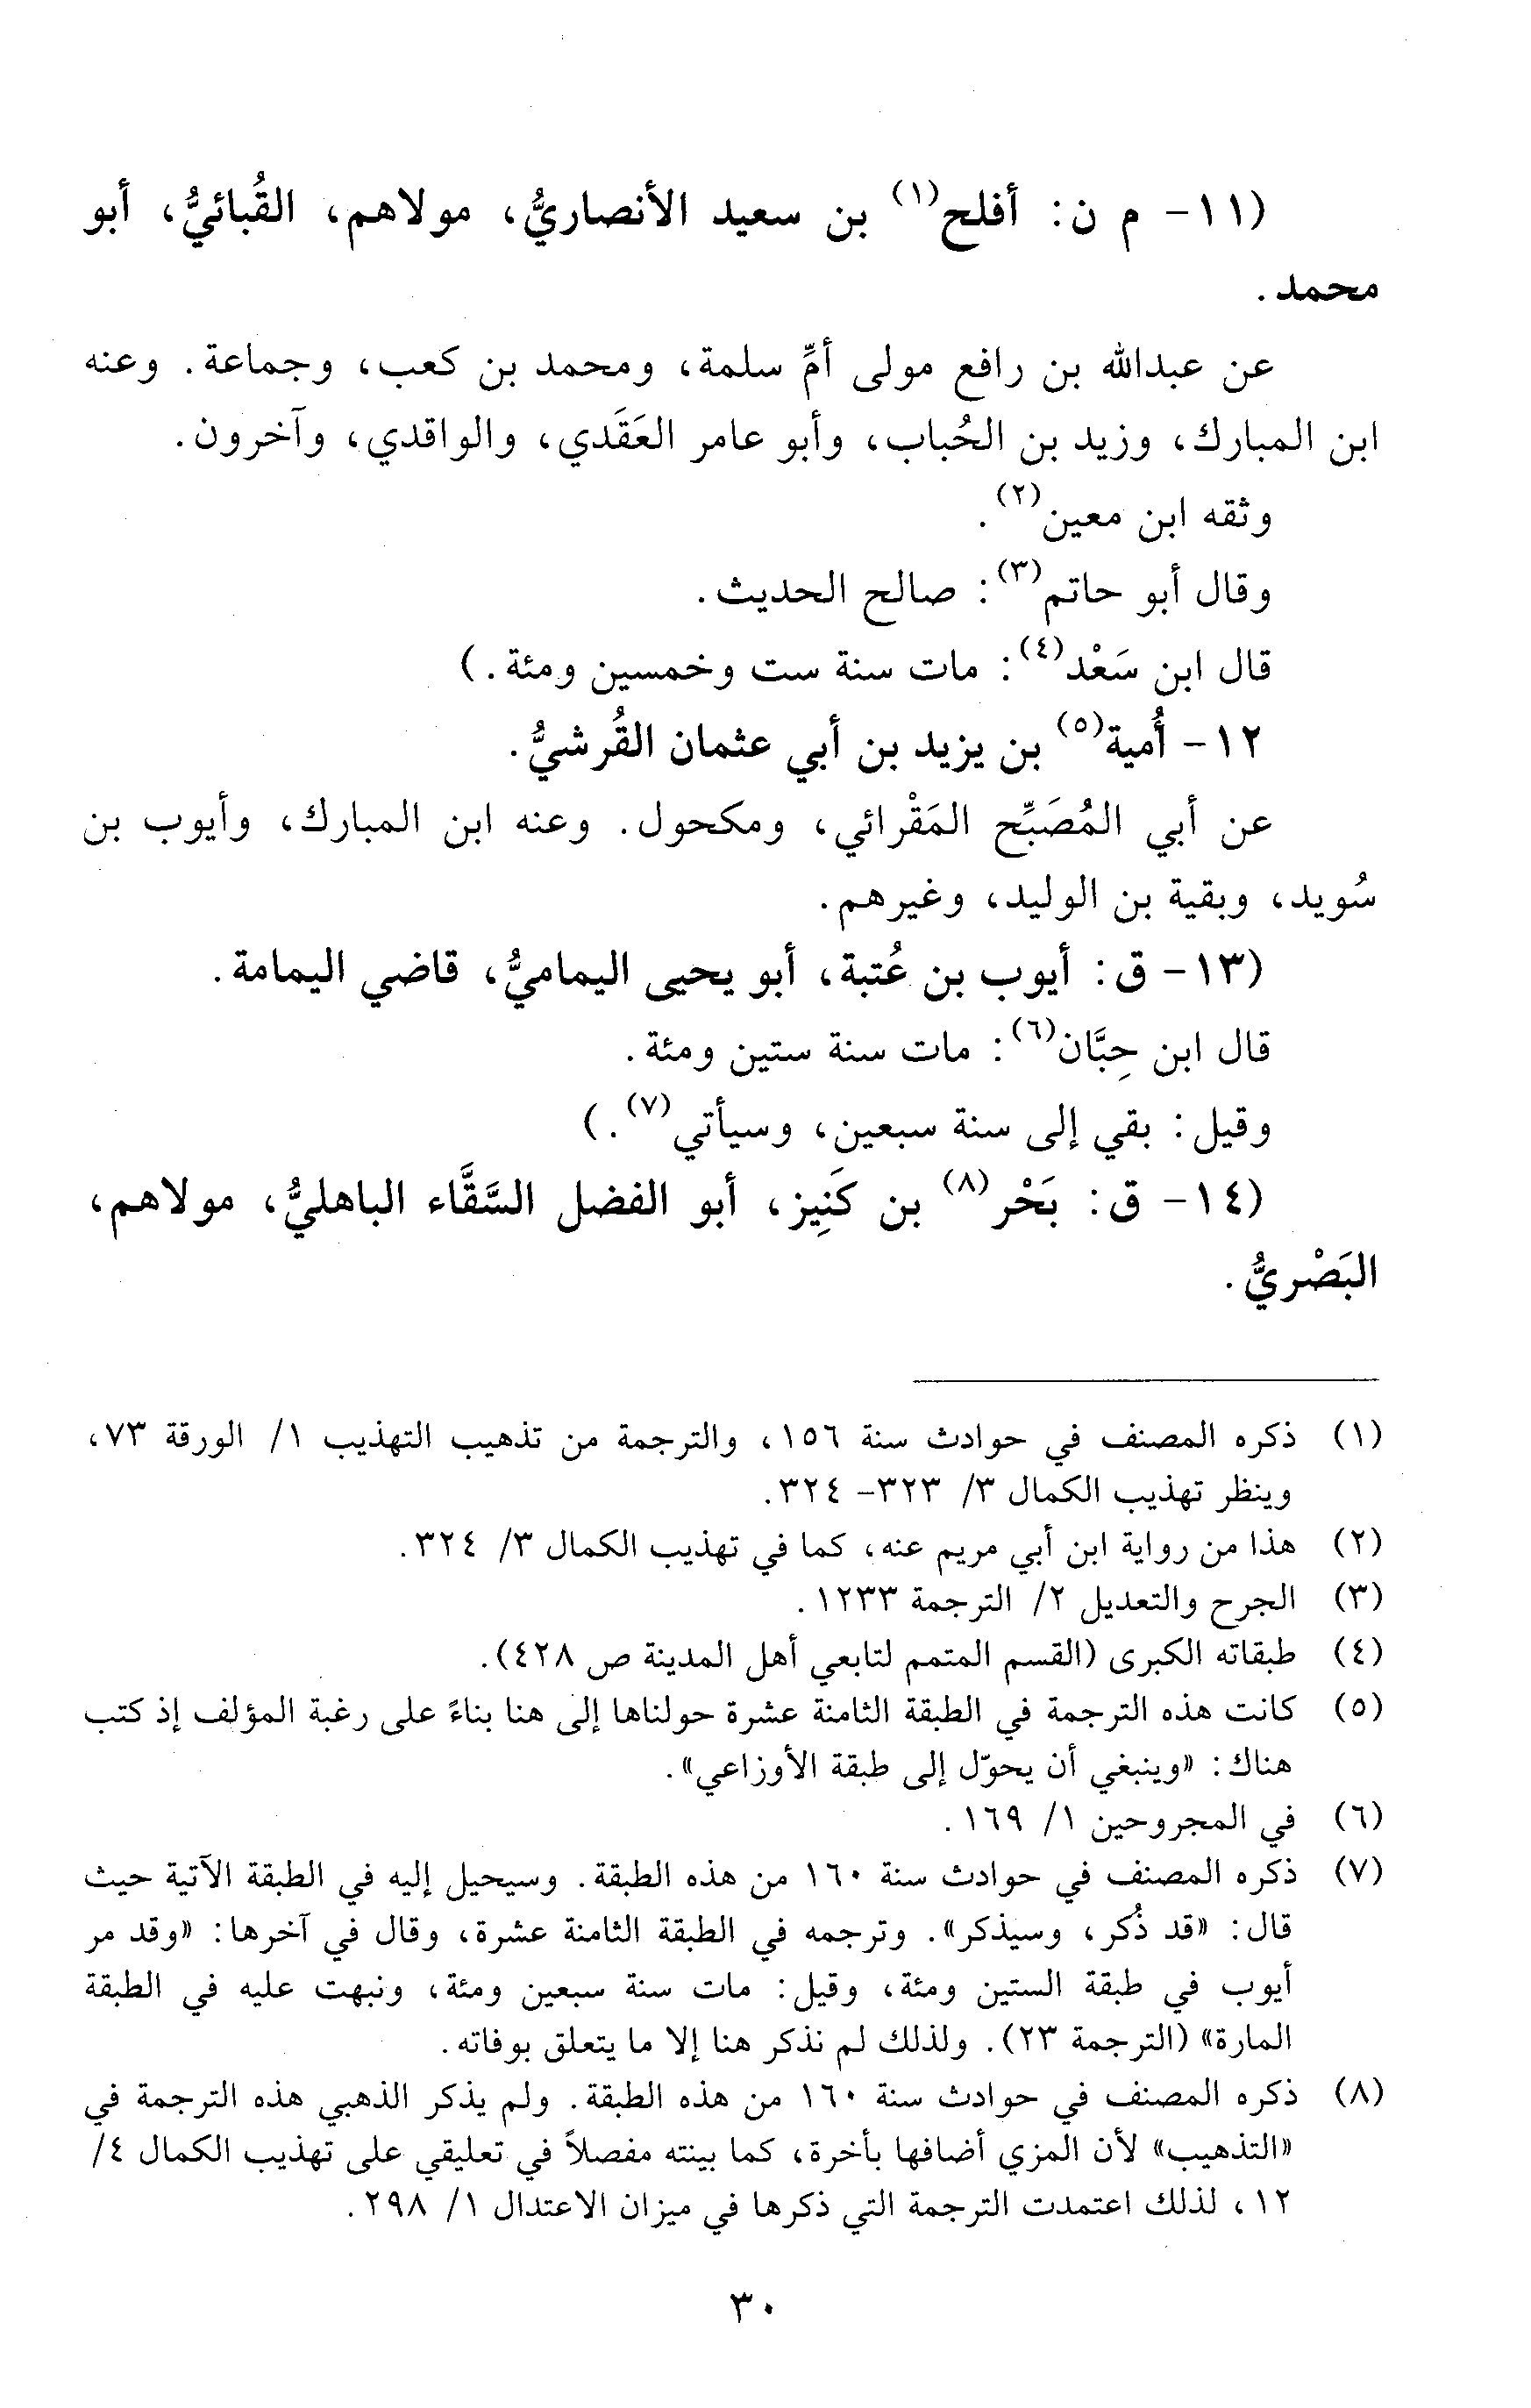 (١١- م ن: أفلح(١) بن سعيد الأنصاريُّ، مولاهم، القُبائيُّ، أبو
محمد.
عن عبدالله بن رافع مولى أمِّ سلمة، ومحمد بن كعب، وجماعة. وعنه
ابن المبارك، وزيد بن الحُباب، وأبو عامر العَقَدي، والواقدي، وآخرون.
وثقه ابن معين(٢).
وقال أبو حاتم(٣): صالح الحديث.
قال ابن سَعْد(٤): مات سنة ست وخمسين ومئة.)
١٢- أُمية(٥) بن يزيد بن أبي عثمان القُرشيُّ.
عن أبي المُصَبِّح المَقْرائي، ومكحول. وعنه ابن المبارك، وأيوب بن
سُويد، وبقية بن الوليد، وغيرهم.
(١٣- ق: أيوب بن عُتبة، أبو يحيى اليماميُّ، قاضي اليمامة.
قال ابن حِبَّان(٦): مات سنة ستين ومئة.
وقيل: بقي إلى سنة سبعين، وسيأتي(٧).)
(١٤- ق: بَحْر(٨) بن كَنِيز، أبو الفضل السَّقَّاء الباهليُّ، مولاهم،
البَصْريُّ.
(١) ذكره المصنف في حوادث سنة ١٥٦، والترجمة من تذهيب التهذيب ١/ الورقة ٧٣،
وينظر تهذيب الكمال ٣/ ٣٢٣- ٣٢٤.
(٢) هذا من رواية ابن أبي مريم عنه، كما في تهذيب الكمال ٣/ ٣٢٤.
(٣) الجرح والتعديل ٢/ الترجمة ١٢٣٣.
(٤) طبقاته الكبرى (القسم المتمم لتابعي أهل المدينة ص ٤٢٨).
(٥) كانت هذه الترجمة في الطبقة الثامنة عشرة حولناها إلى هنا بناءً على رغبة المؤلف إذ كتب
هناك: «وينبغي أن يحوّل إلى طبقة الأوزاعي».
(٦) في المجروحين ١/ ١٦٩.
(٧) ذكره المصنف في حوادث سنة ١٦٠ من هذه الطبقة. وسيحيل إليه في الطبقة الآتية حيث
قال: «قد ذُكر، وسيذكر». وترجمه في الطبقة الثامنة عشرة، وقال في آخرها: «وقد مر
أيوب في طبقة الستين ومئة، وقيل: مات سنة سبعين ومئة، ونبهت عليه في الطبقة
المارة» (الترجمة ٢٣). ولذلك لم نذكر هنا إلا ما يتعلق بوفاته.
(٨) ذكره المصنف في حوادث سنة ١٦٠ من هذه الطبقة. ولم يذكر الذهبي هذه الترجمة في
«التذهيب» لأن المزي أضافها بأخرة، كما بينته مفصلاً في تعليقي على تهذيب الكمال ٤/
١٢، لذلك اعتمدت الترجمة التي ذكرها في ميزان الاعتدال ١/ ٢٩٨.
٣٠